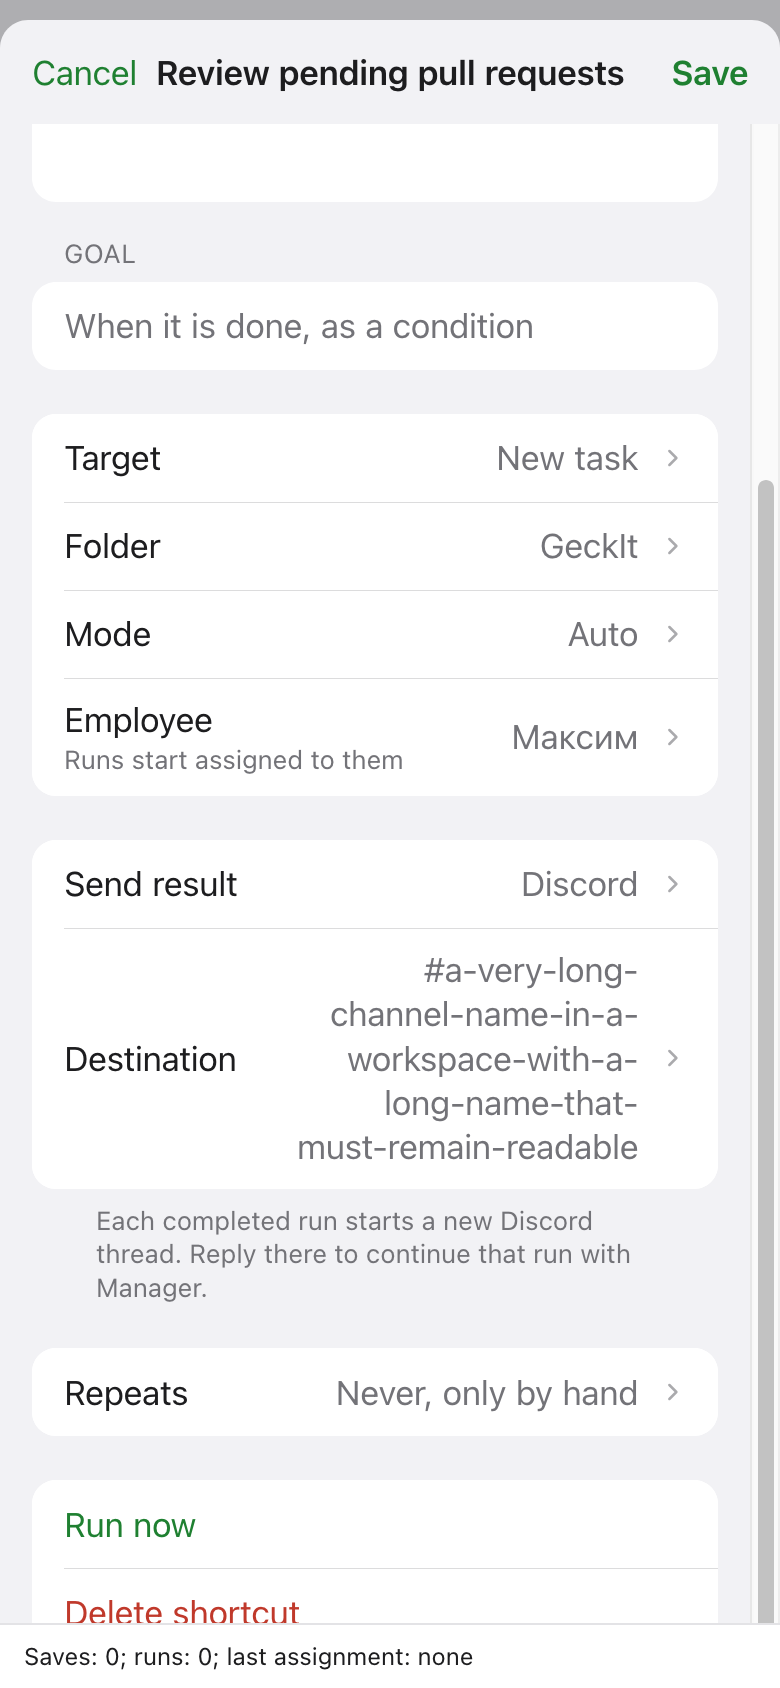 Cancel Review pending pull requests Save
GOAL
When it is done, as a condition
Target New task
Folder GeckIt
Mode Auto
Employee
Runs start assigned to them
Максим
Send result Discord
Destination
#a-very-long-
channel-name-in-a-
workspace-with-a-
long-name-that-
must-remain-readable
Each completed run starts a new Discord
thread. Reply there to continue that run with
Manager.
Repeats Never, only by hand
Run now
Delete shortcut
Saves: 0; runs: 0; last assignment: none